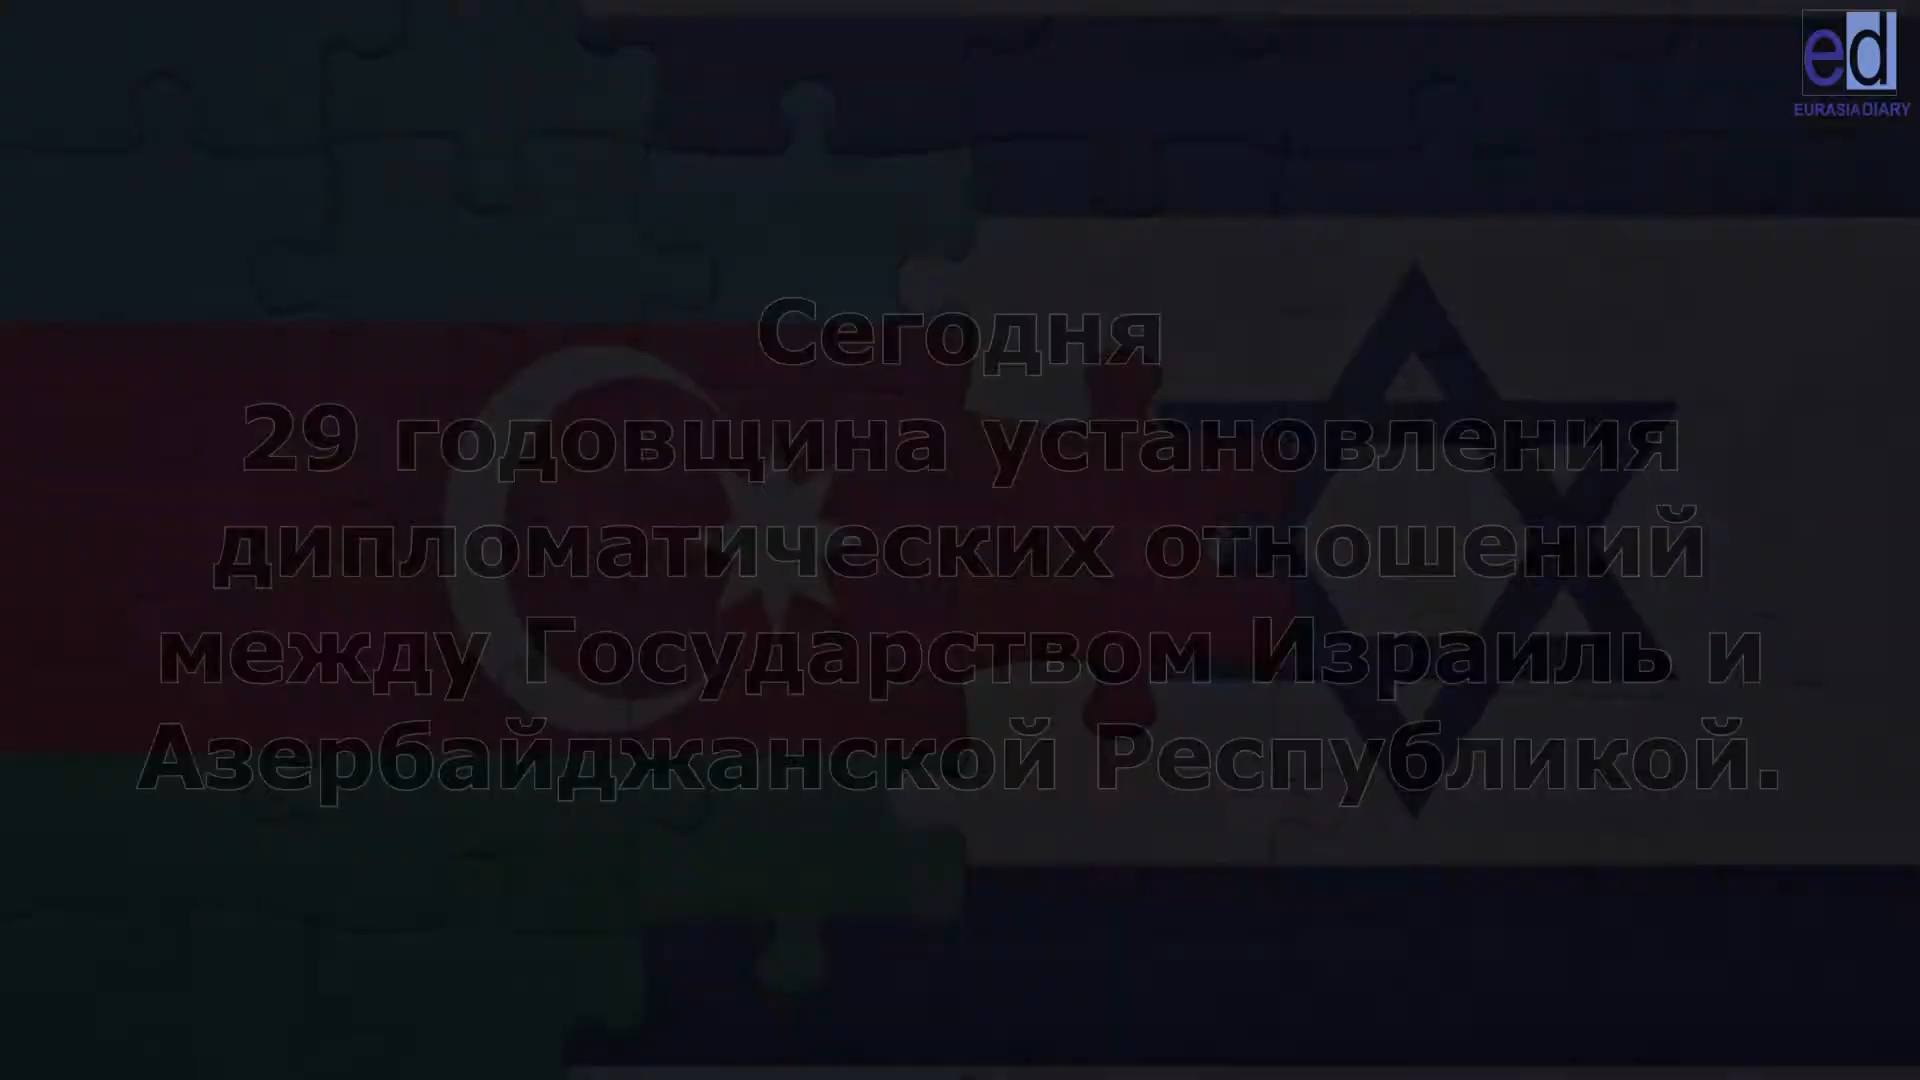 ed
EURASIADIARY
Сегодня
29 годовщина установления
дипломатических отношений
между Государством Израиль и
Азербайджанской Республикой.